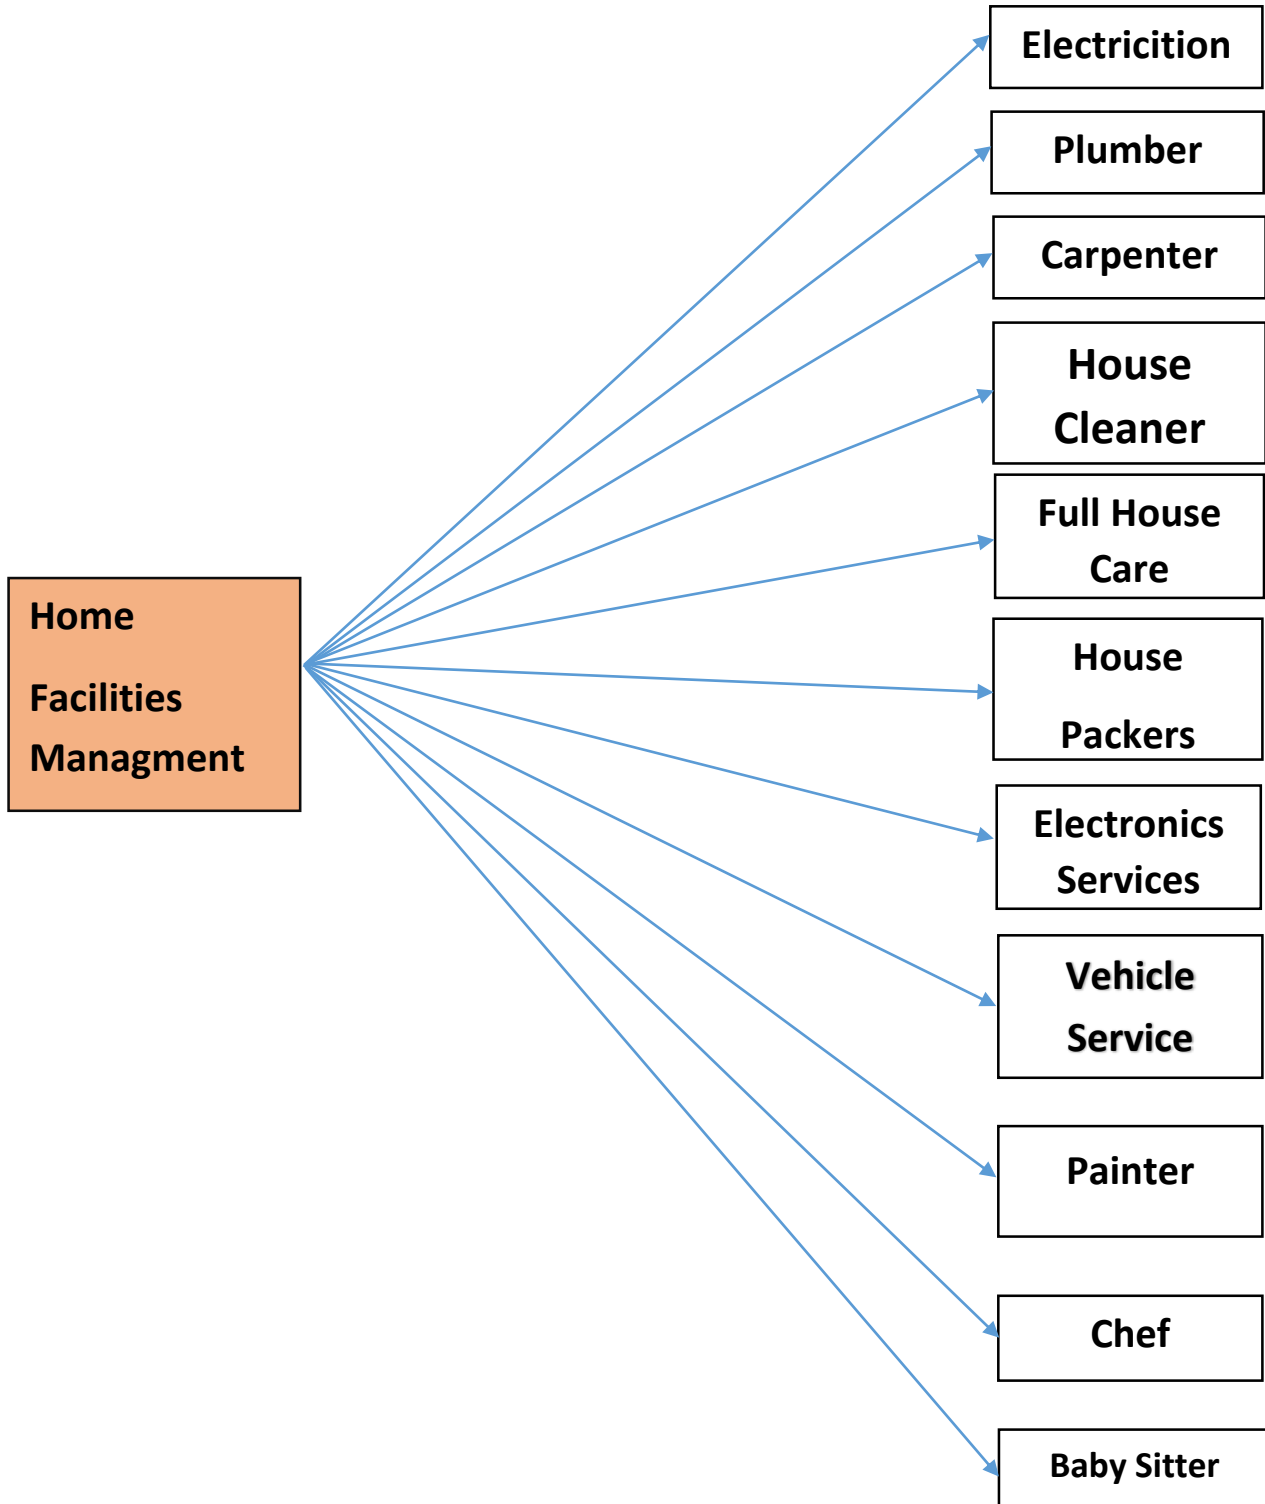 Electricition
Plumber
Carpenter
House
Cleaner
Full House
Care
Home
Facilities
Managment
House
Packers
Electronics
Services
Vehicle
Service
Painter
Chef
Baby Sitter